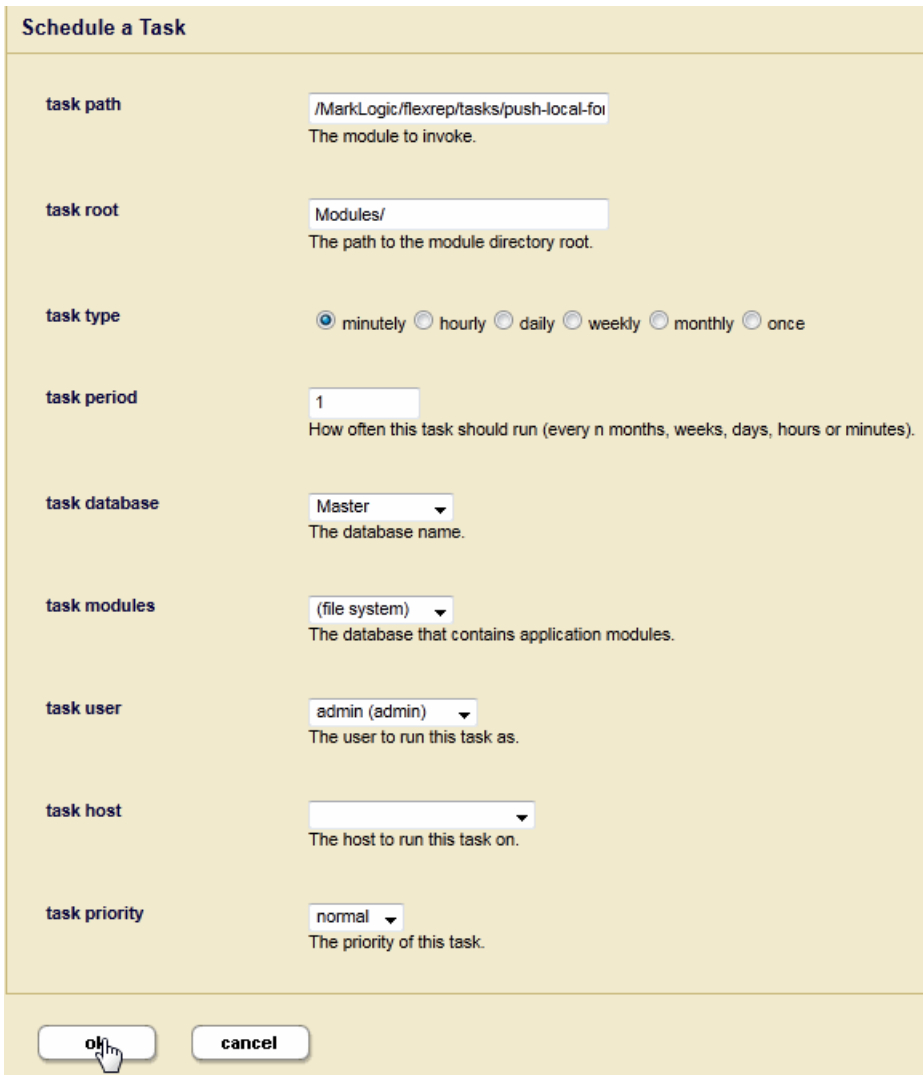 Schedule a Task
task path
/MarkLogic/flexrep/tasks/push-local-for
The module to invoke.
task root
Modules/
The path to the module directory root.
task type
minutely hourly daily weekly monthly once
task period
1
How often this task should run (every n months, weeks, days, hours or minutes).
task database
Master
The database name.
task modules
(file system)
The database that contains application modules.
task user
admin (admin)
The user to run this task as.
task host
The host to run this task on.
task priority
normal
The priority of this task.
ok cancel